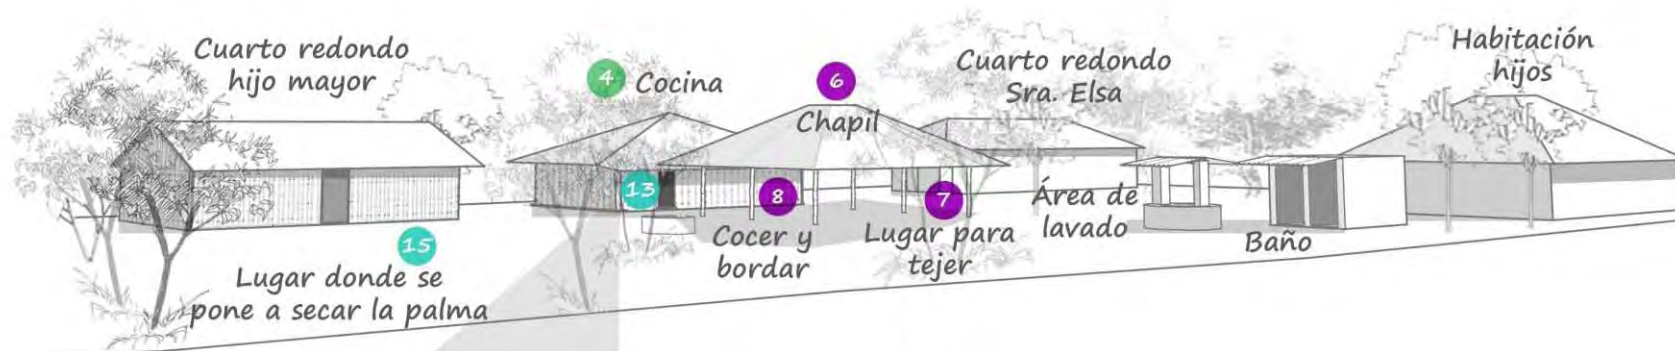 Cuarto redondo
hijo mayor
4
Cocina
6
Chapil
Cuarto redondo
Sra. Elsa
Habitación
hijos
13
8
Cocer y
bordar
7
Lugar para
tejer
Área de
lavado
Baño
15
Lugar donde se
pone a secar la palma